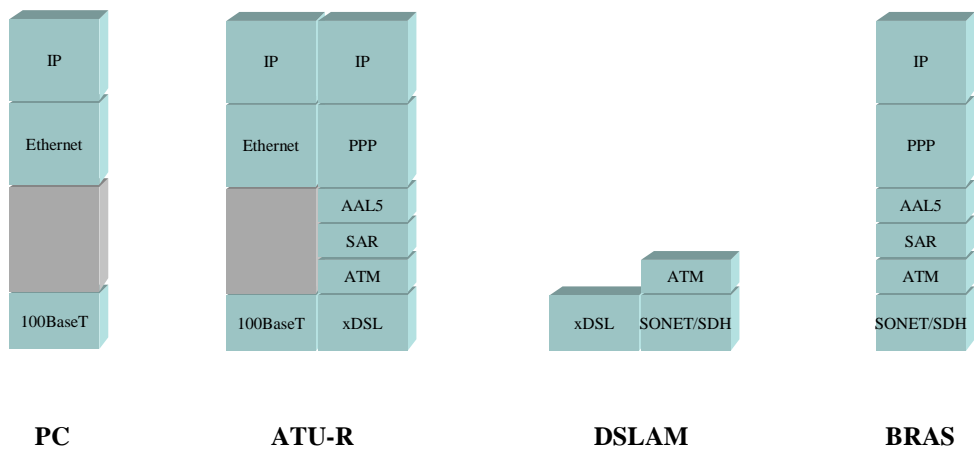 IP
Ethernet
100BaseT
PC
IP
IP
Ethernet
PPP
AAL5
SAR
ATM
100BaseT
xDSL
ATU-R
ATM
xDSL
SONET/SDH
DSLAM
IP
PPP
AAL5
SAR
ATM
SONET/SDH
BRAS